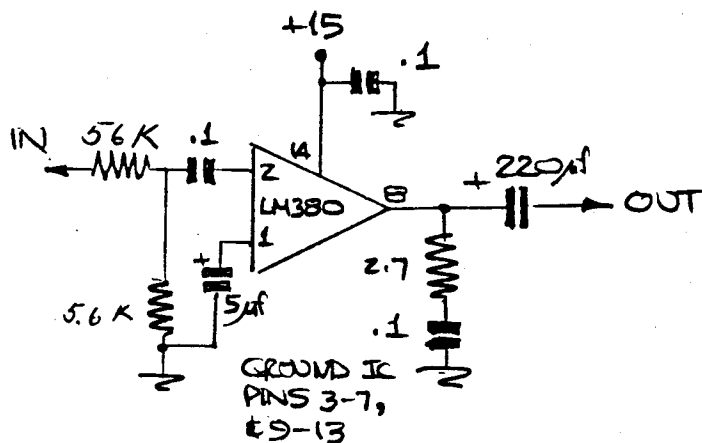 +15
.1
IN
56K
.1
14
2
LM380
8
+ 220µf
OUT
1
+
5µf
2.7
.1
5.6K
GROUND IC
PINS 3-7,
& 9-13